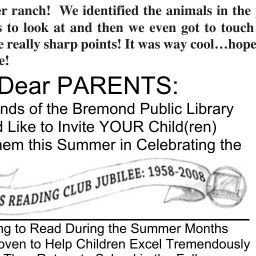 er ranch! We identified the animals in the
s to look at and then we even got to touch
e really sharp points! It was way cool…hope
e!
Dear PARENTS:
nds of the Bremond Public Library
d Like to Invite YOUR Child(ren)
hem this Summer in Celebrating the
S READING CLUB JUBILEE: 1958-2008
ng to Read During the Summer Months
oven to Help Children Excel Tremendously